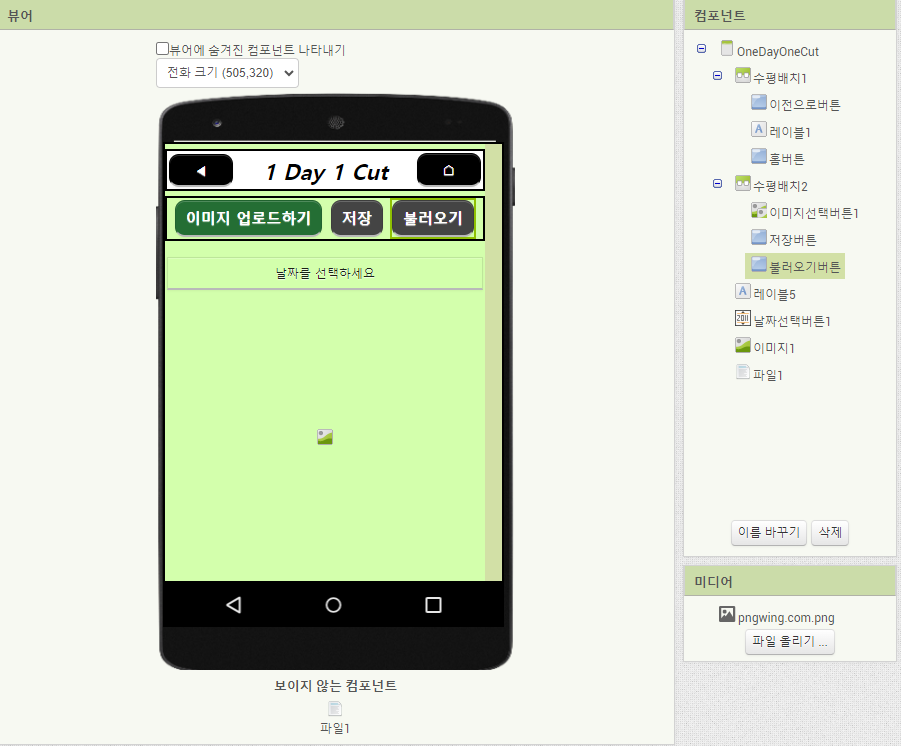 뷰어
뷰어에 숨겨진 컴포넌트 나타내기
전화 크기 (505,320)
1 Day 1 Cut
이미지 업로드하기
저장
불러오기
날짜를 선택하세요
보이지 않는 컴포넌트
파일1
컴포넌트
OneDayOneCut
수평배치1
이전으로버튼
A 레이블1
홈버튼
수평배치2
이미지선택버튼1
저장버튼
불러오기버튼
A 레이블5
2011 날짜선택버튼1
이미지1
파일1
이름 바꾸기
삭제
미디어
pngwing.com.png
파일 올리기 ...